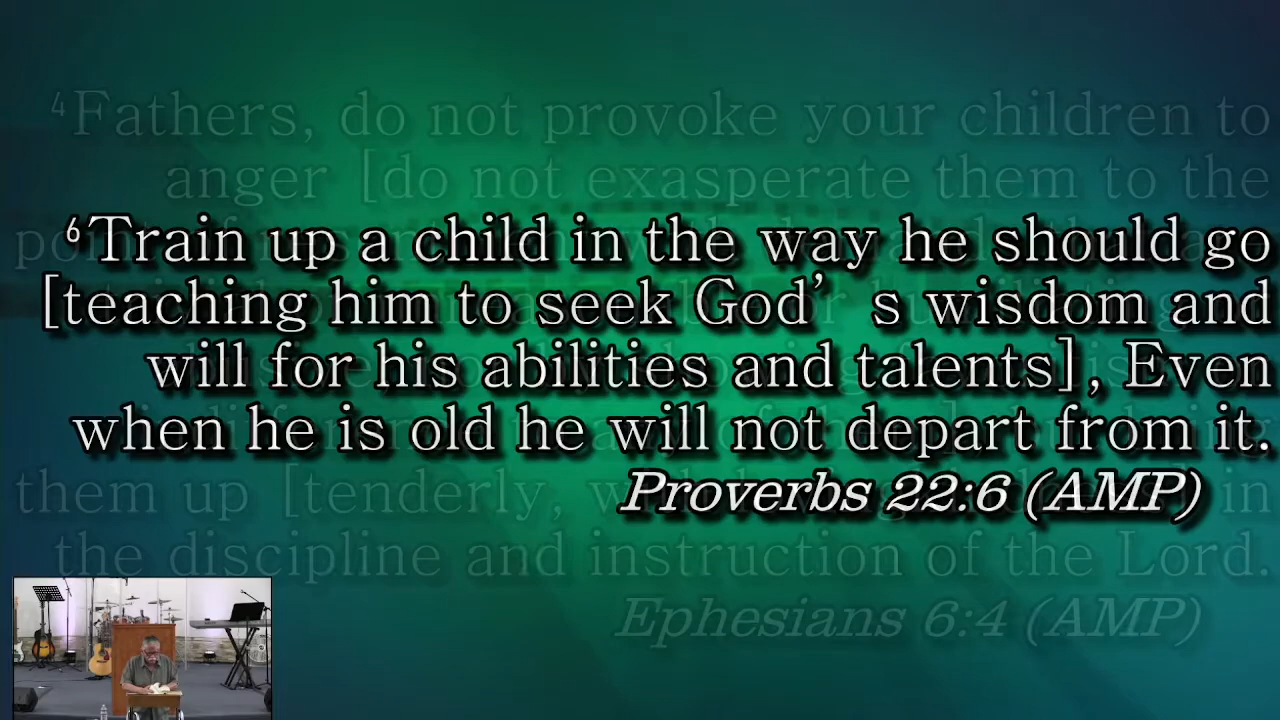 ⁴Fathers, do not provoke your children to
anger [do not exasperate them to the
⁶Train up a child in the way he should go
[teaching him to seek God’s wisdom and
will for his abilities and talents], Even
when he is old he will not depart from it.
them up [tenderly, in
Proverbs 22:6 (AMP)
the discipline and instruction of the Lord.
Ephesians 6:4 (AMP)